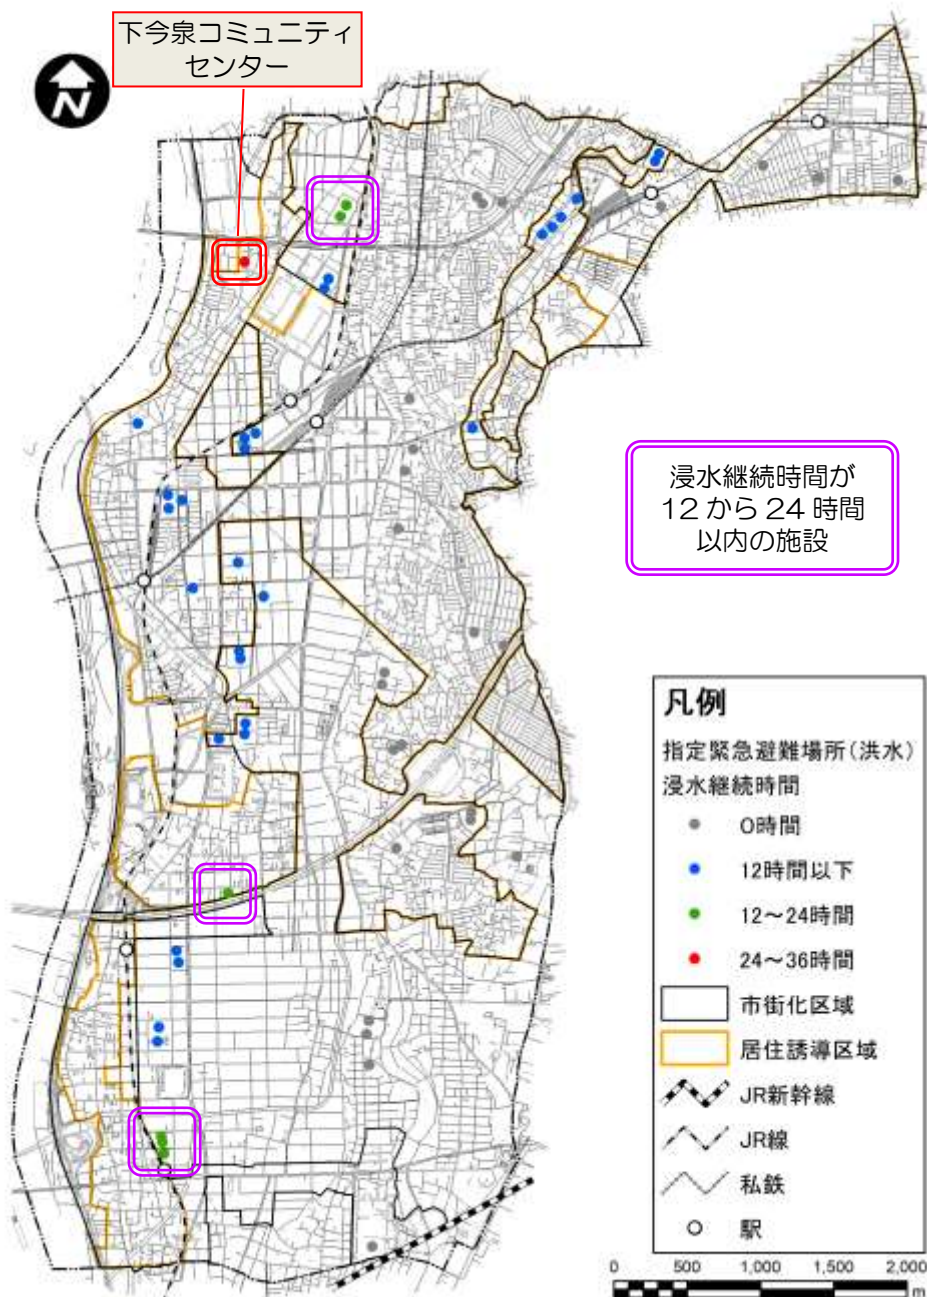 下今泉コミュニティ
センター
N
浸水継続時間が
12 から 24 時間
以内の施設
凡例
指定緊急避難場所(洪水)
浸水継続時間
0時間
12時間以下
12～24時間
24～36時間
市街化区域
居住誘導区域
JR新幹線
JR線
私鉄
駅
0 500 1,000 1,500 2,000
m